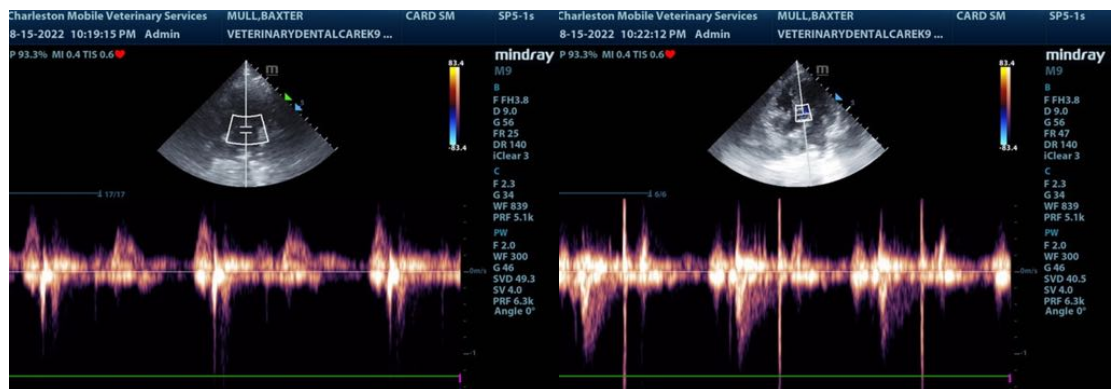 Charleston Mobile Veterinary Services MULL,BAXTER CARD SM SP5-1s
8-15-2022 10:19:15 PM Admin VETERINARYDENTALCAREK9 ...
P 93.3% MI 0.4 TIS 0.6
mindray
M9
m
S
83.4
-83.4
B
F FH3.8
D 9.0
G 56
FR 25
DR 140
iClear 3
C
F 2.3
G 34
WF 839
PRF 5.1k
PW
F 2.0
WF 300
G 46
SVD 49.3
SV 4.0
PRF 6.3k
Angle 0°
17/17
0m/s
-1
Charleston Mobile Veterinary Services MULL,BAXTER CARD SM SP5-1s
8-15-2022 10:22:12 PM Admin VETERINARYDENTALCAREK9 ...
P 93.3% MI 0.4 TIS 0.6
mindray
M9
m
S
83.4
-83.4
B
F FH3.8
D 9.0
G 56
FR 47
DR 140
iClear 3
C
F 2.3
G 34
WF 839
PRF 5.1k
PW
F 2.0
WF 300
G 46
SVD 40.5
SV 4.0
PRF 6.3k
Angle 0°
6/6
0m/s
-1